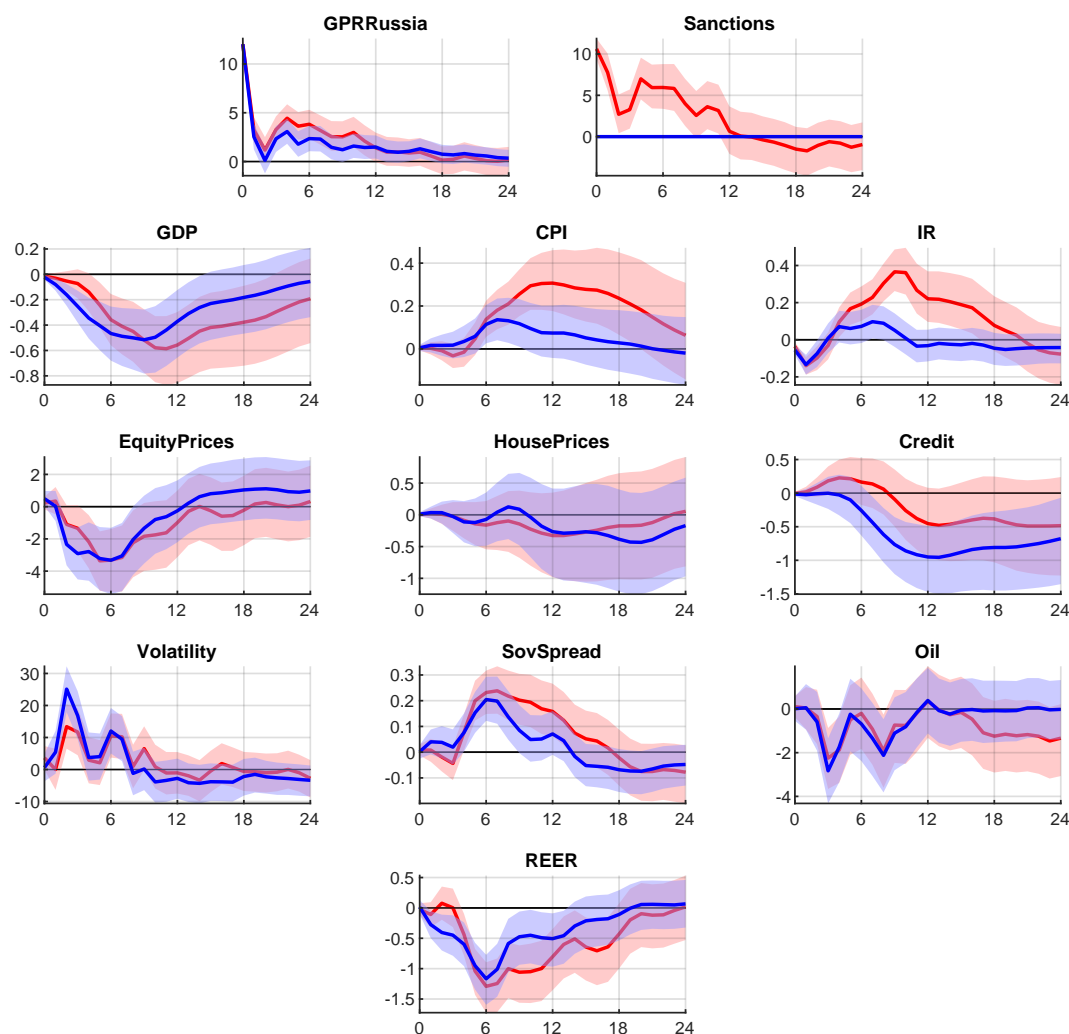 GPRRussia
Sanctions
10
5
0
0 6 12 18 24
10
5
0
0 6 12 18 24
GDP
CPI
IR
0.2
0
-0.2
-0.4
-0.6
-0.8
0 6 12 18 24
0.4
0.2
0
0 6 12 18 24
0.4
0.2
0
-0.2
0 6 12 18 24
EquityPrices
HousePrices
Credit
2
0
-2
-4
0 6 12 18 24
0.5
0
-0.5
-1
0 6 12 18 24
0.5
0
-0.5
-1
-1.5
0 6 12 18 24
Volatility
SovSpread
Oil
30
20
10
0
-10
0 6 12 18 24
0.3
0.2
0.1
0
-0.1
0 6 12 18 24
0
-2
-4
0 6 12 18 24
REER
0.5
0
-0.5
-1
-1.5
0 6 12 18 24